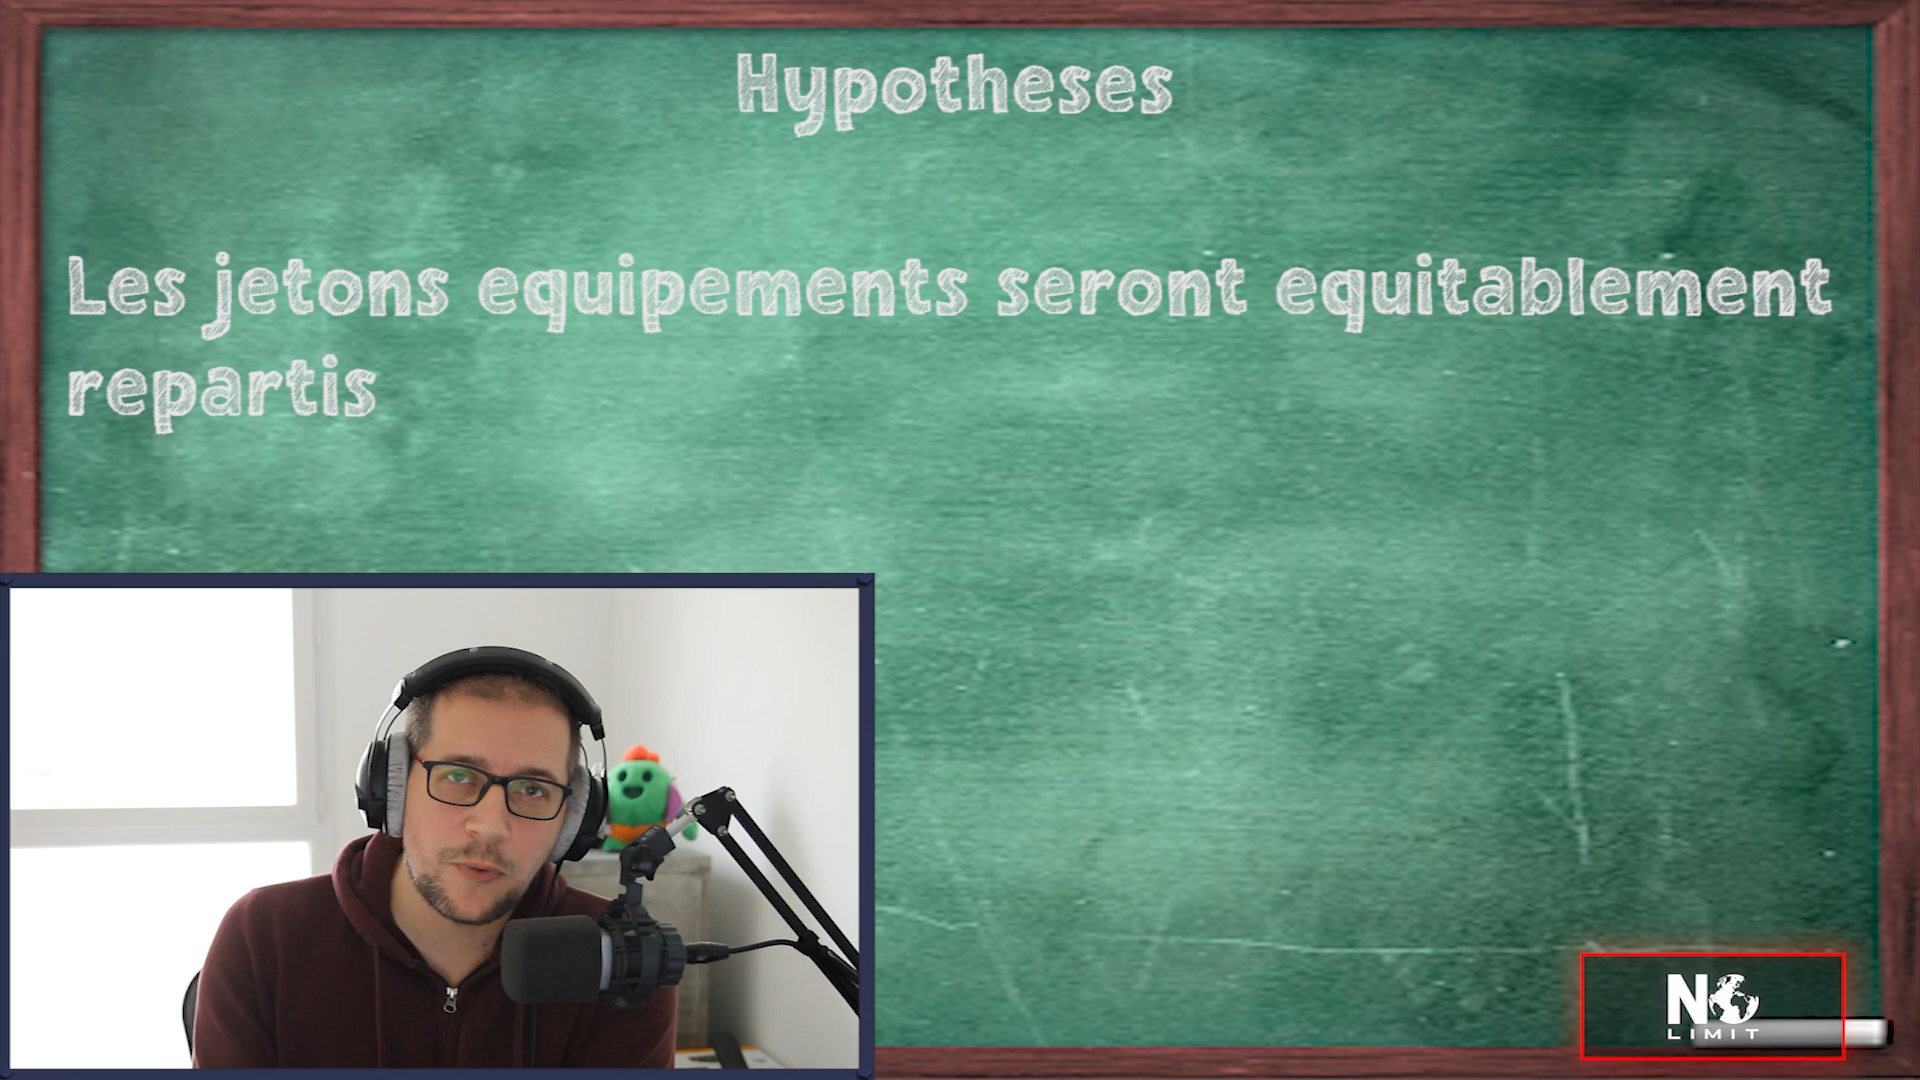 Hypotheses
Les jetons equipements seront equitablement
repartis
NO
LIMIT